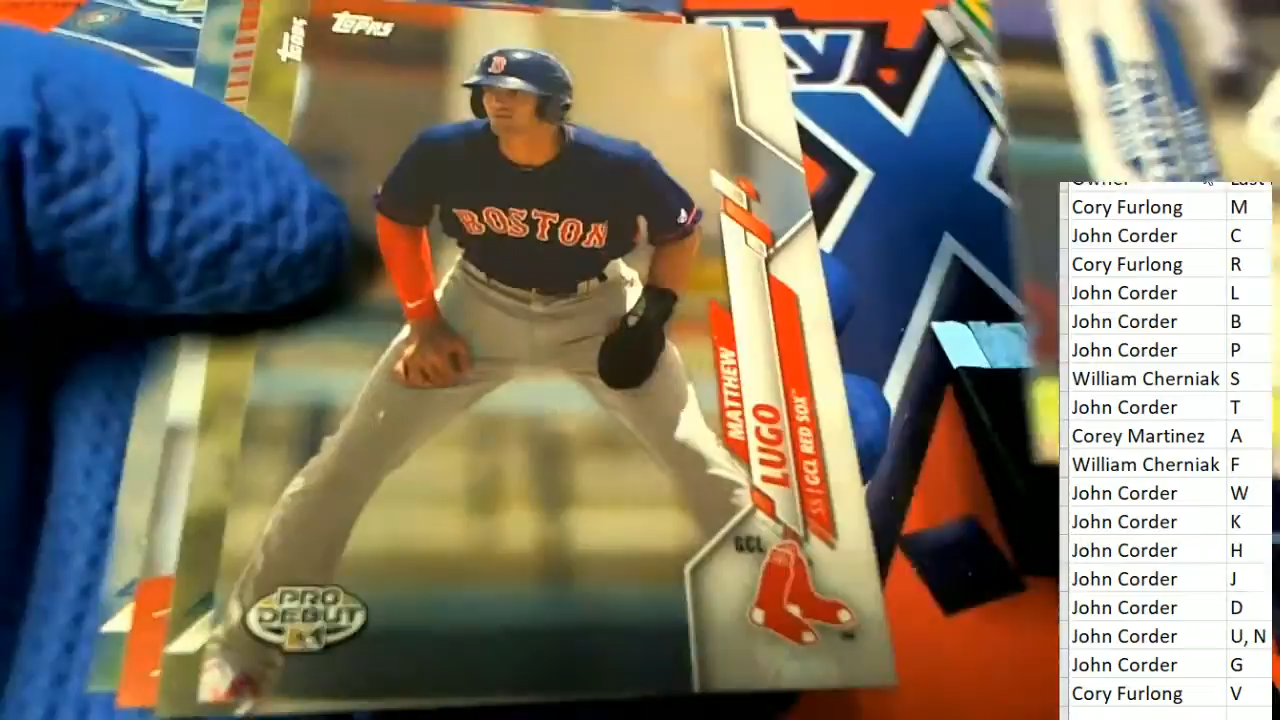 TOPPS
TOPPS
B
BOSTON
MATTHEW
LUGO
SS | GCL RED SOX
GCL
PRO
DEBUT
Owner
Cory Furlong M
John Corder C
Cory Furlong R
John Corder L
John Corder B
John Corder P
William Cherniak S
John Corder T
Corey Martinez A
William Cherniak F
John Corder W
John Corder K
John Corder H
John Corder J
John Corder D
John Corder U, N
John Corder G
Cory Furlong V